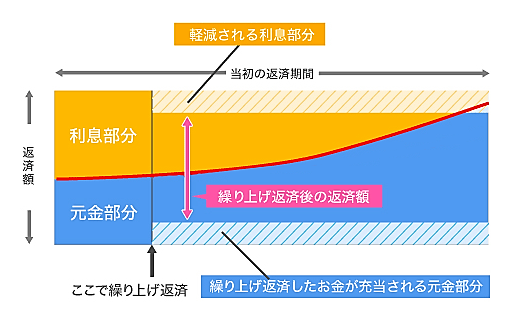 軽減される利息部分
当初の返済期間
利息部分
返済額
繰り上げ返済後の返済額
元金部分
ここで繰り上げ返済
繰り上げ返済したお金が充当される元金部分